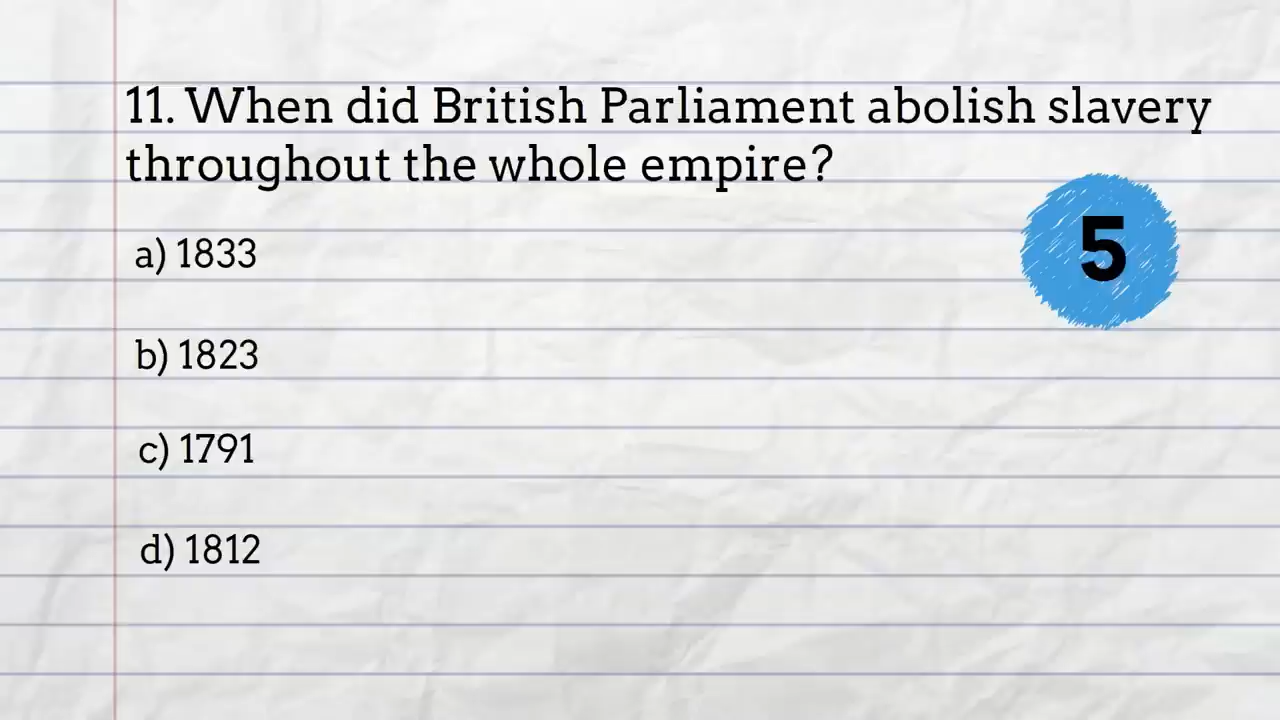 11. When did British Parliament abolish slavery
throughout the whole empire?
5
a) 1833
b) 1823
c) 1791
d) 1812